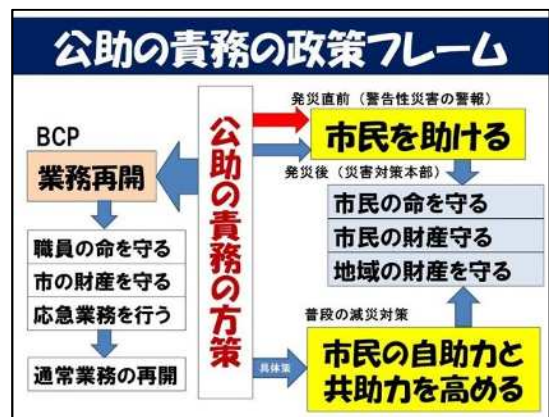 公助の責務の政策フレーム
発災直前（警告性災害の警報）
市民を助ける
発災後（災害対策本部）
市民の命を守る
市民の財産守る
地域の財産を守る
公助の責務の方策
BCP
業務再開
職員の命を守る
市の財産を守る
応急業務を行う
通常業務の再開
普段の減災対策
具体策
市民の自助力と
共助力を高める